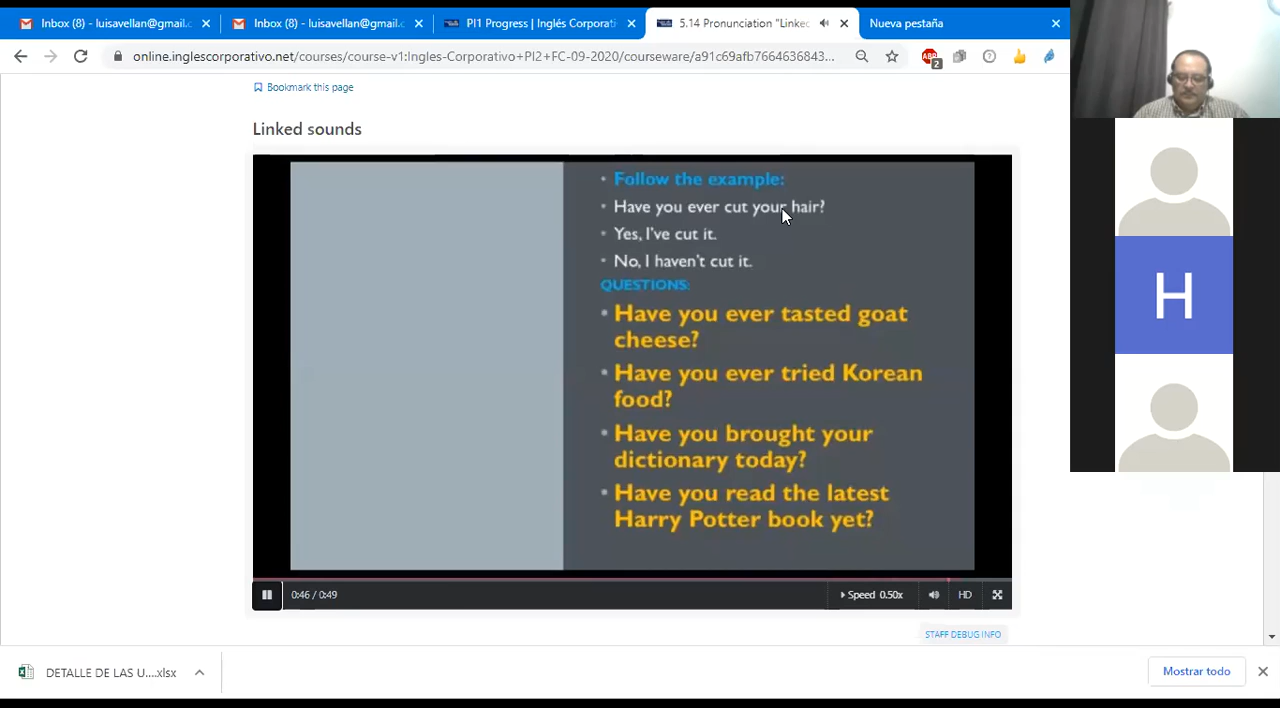 Inbox (8) - luisavellan@gmail.c
Inbox (8) - luisavellan@gmail.c
PI1 Progress | Inglés Corporati
5.14 Pronunciation "Linked
Nueva pestaña
online.inglescorporativo.net/courses/course-v1:Ingles-Corporativo+PI2+FC-09-2020/courseware/a91c69afb7664636843...
ABP
2
Bookmark this page
Linked sounds
• Follow the example:
• Have you ever cut your hair?
• Yes, I've cut it.
• No, I haven't cut it.
QUESTIONS:
• Have you ever tasted goat
cheese?
• Have you ever tried Korean
food?
• Have you brought your
dictionary today?
• Have you read the latest
Harry Potter book yet?
0:46 / 0:49
Speed 0.50x
HD
STAFF DEBUG INFO
H
DETALLE DE LAS U....xlsx
Mostrar todo